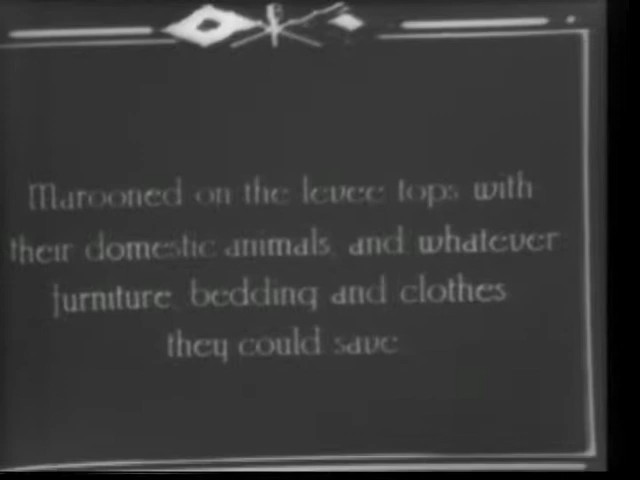 Marooned on the levee tops with
their domestic animals, and whatever
furniture, bedding and clothes
they could save